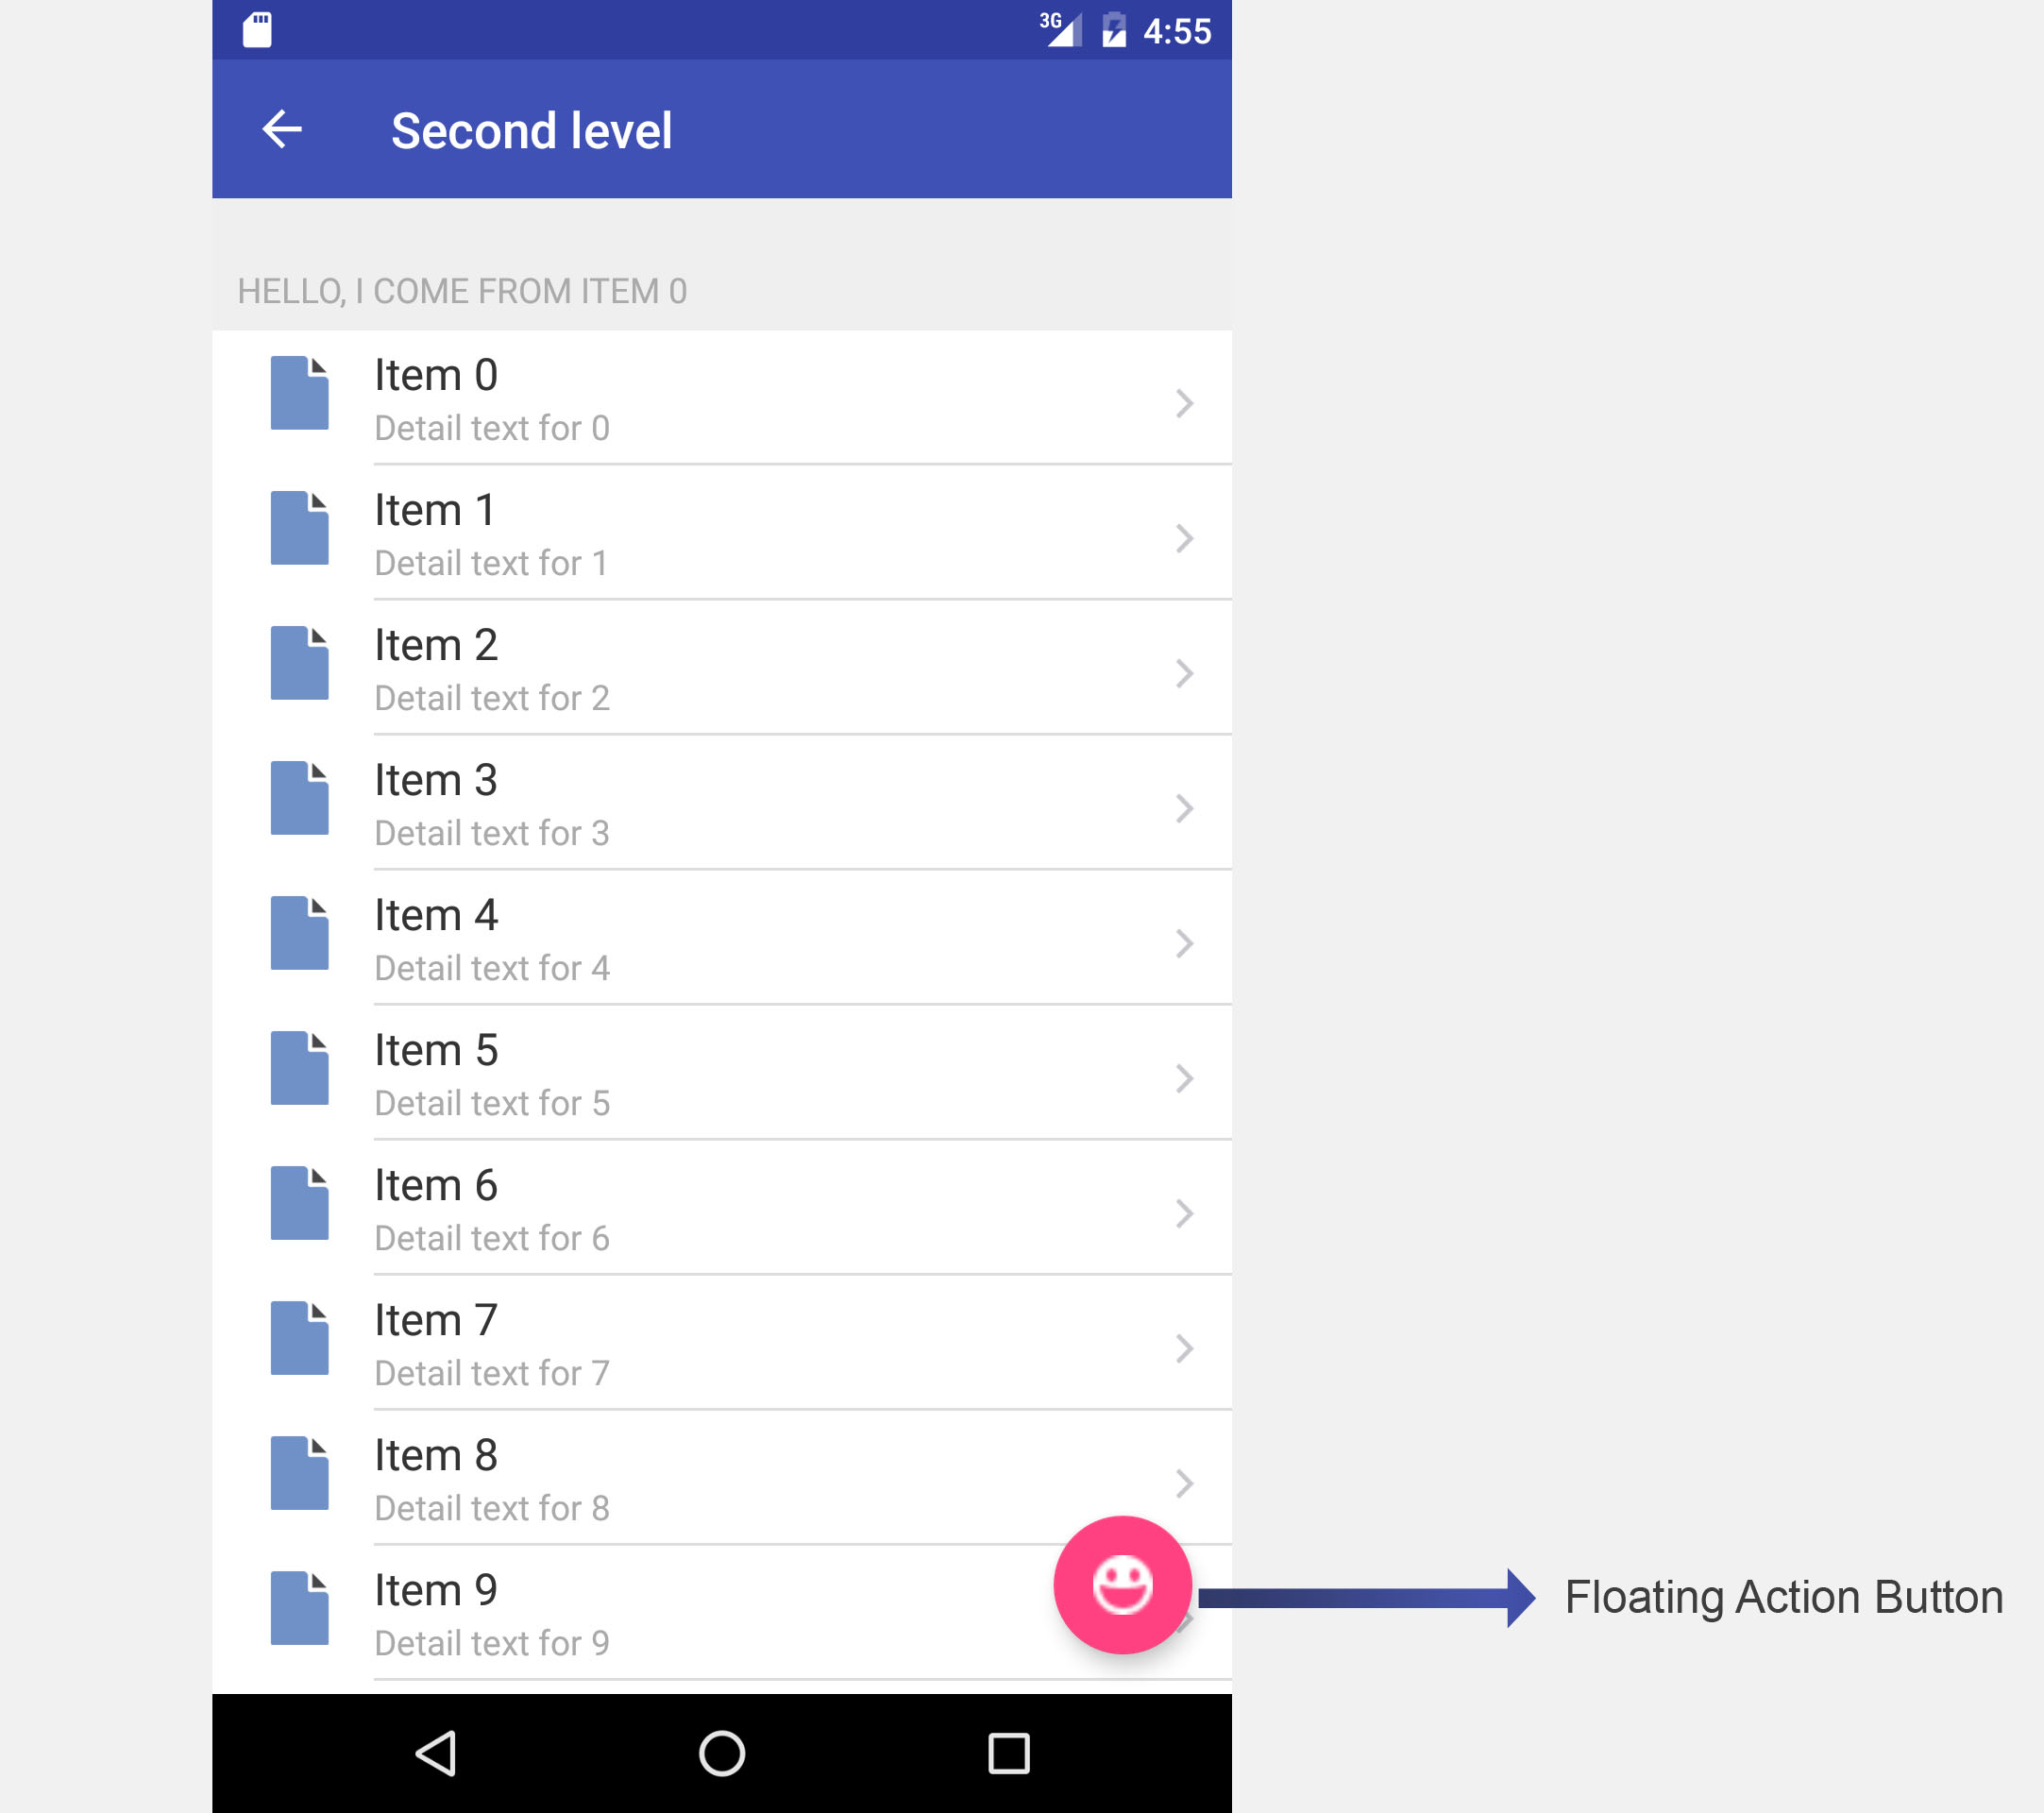 3G 4:55
Second level
HELLO, I COME FROM ITEM 0
Item 0
Detail text for 0
Item 1
Detail text for 1
Item 2
Detail text for 2
Item 3
Detail text for 3
Item 4
Detail text for 4
Item 5
Detail text for 5
Item 6
Detail text for 6
Item 7
Detail text for 7
Item 8
Detail text for 8
Item 9
Detail text for 9
Floating Action Button